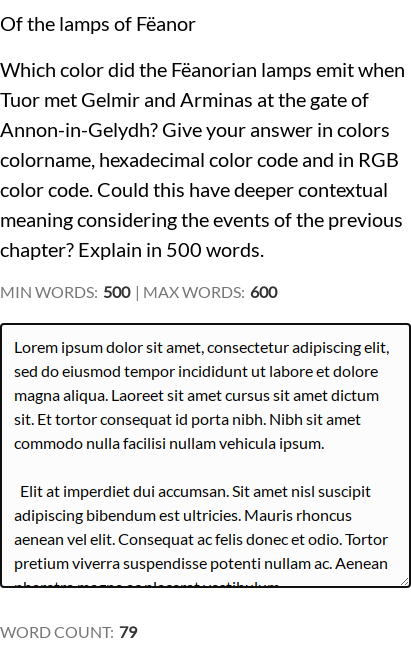 Of the lamps of Fëanor
Which color did the Fëanorian lamps emit when
Tuor met Gelmir and Arminas at the gate of
Annon-in-Gelydh? Give your answer in colors
colorname, hexadecimal color code and in RGB
color code. Could this have deeper contextual
meaning considering the events of the previous
chapter? Explain in 500 words.
MIN WORDS: 500 | MAX WORDS: 600
Lorem ipsum dolor sit amet, consectetur adipiscing elit,
sed do eiusmod tempor incididunt ut labore et dolore
magna aliqua. Laoreet sit amet cursus sit amet dictum
sit. Et tortor consequat id porta nibh. Nibh sit amet
commodo nulla facilisi nullam vehicula ipsum.
Elit at imperdiet dui accumsan. Sit amet nisl suscipit
adipiscing bibendum est ultricies. Mauris rhoncus
aenean vel elit. Consequat ac felis donec et odio. Tortor
pretium viverra suspendisse potenti nullam ac. Aenean
WORD COUNT: 79